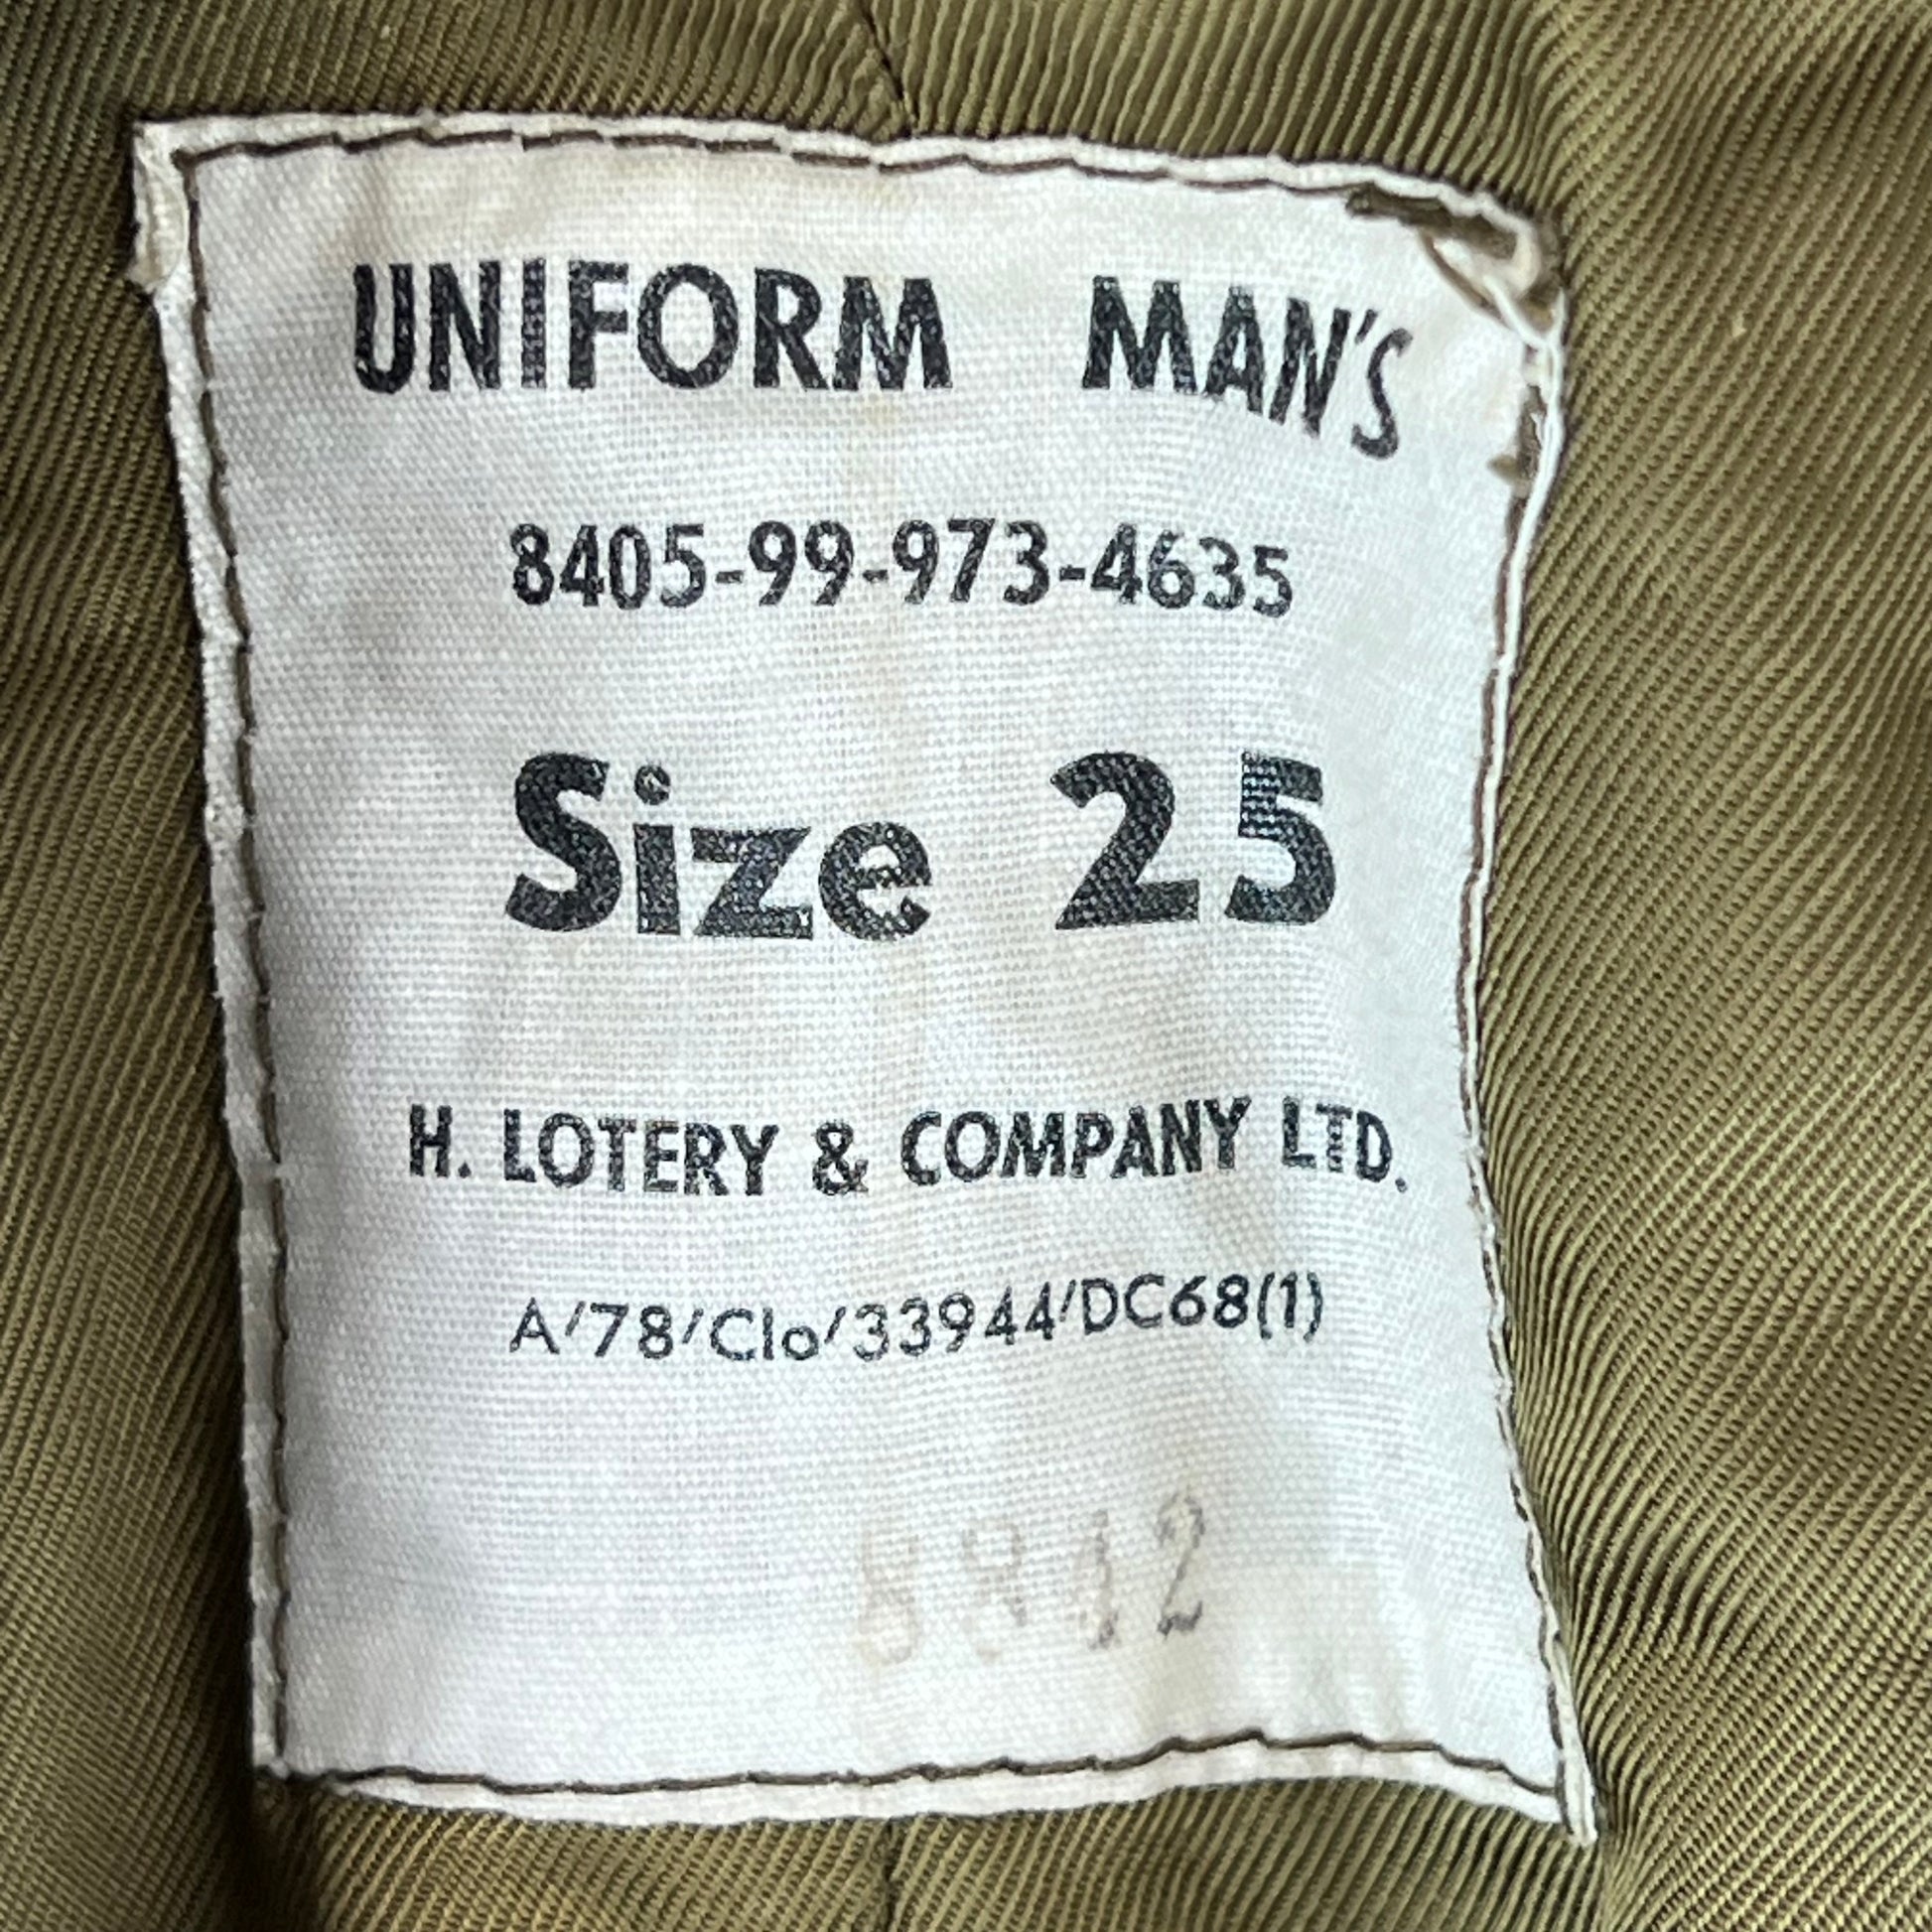 UNIFORM MAN'S
8405-99-973-4635
Size 25
H. LOTERY & COMPANY LTD.
A/78/Clo/33944/DC68(1)